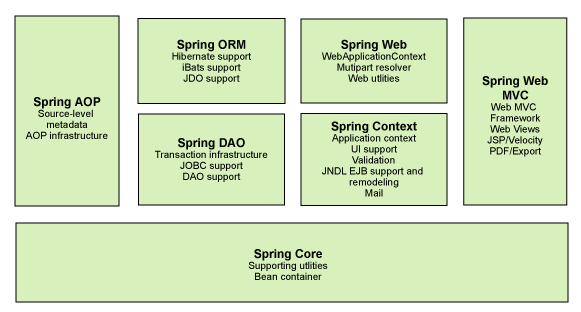 Spring AOP
Source-level
metadata
AOP infrastructure
Spring ORM
Hibernate support
iBats support
JDO support
Spring DAO
Transaction infrastructure
JOBC support
DAO support
Spring Web
WebApplicationContext
Mutipart resolver
Web utlities
Spring Context
Application context
UI support
Validation
JNDL EJB support and
remodeling
Mail
Spring Web
MVC
Web MVC
Framework
Web Views
JSP/Velocity
PDF/Export
Spring Core
Supporting utlities
Bean container